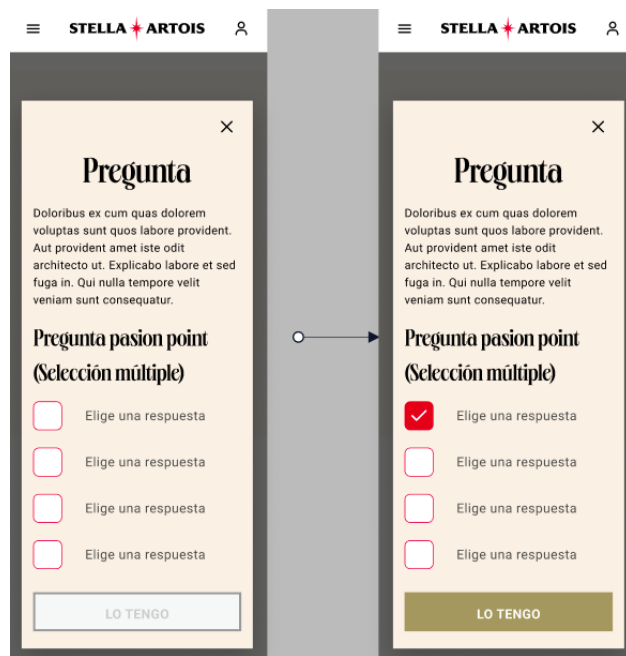 STELLA ARTOIS
Pregunta
Doloribus ex cum quas dolorem
voluptas sunt quos labore provident.
Aut provident amet iste odit
architecto ut. Explicabo labore et sed
fuga in. Qui nulla tempore velit
veniam sunt consequatur.
Pregunta pasion point
(Selección múltiple)
Elige una respuesta
Elige una respuesta
Elige una respuesta
Elige una respuesta
LO TENGO
STELLA ARTOIS
Pregunta
Doloribus ex cum quas dolorem
voluptas sunt quos labore provident.
Aut provident amet iste odit
architecto ut. Explicabo labore et sed
fuga in. Qui nulla tempore velit
veniam sunt consequatur.
Pregunta pasion point
(Selección múltiple)
Elige una respuesta
Elige una respuesta
Elige una respuesta
Elige una respuesta
LO TENGO